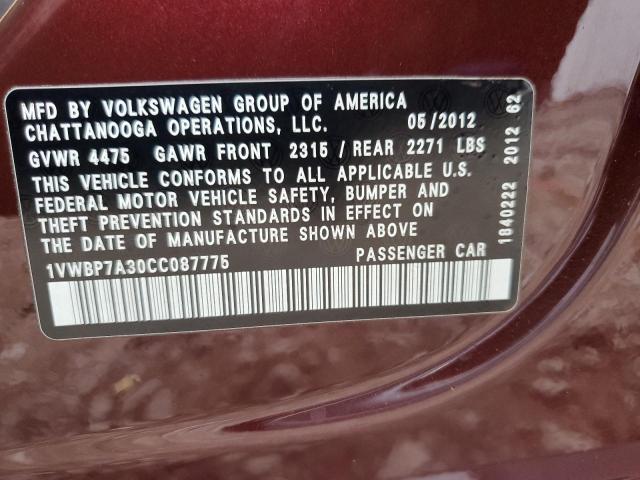 MFD BY VOLKSWAGEN GROUP OF AMERICA
CHATTANOOGA OPERATIONS, LLC. 05/2012
GVWR 4475 GAWR FRONT 2315 / REAR 2271 LBS
THIS VEHICLE CONFORMS TO ALL APPLICABLE U.S.
FEDERAL MOTOR VEHICLE SAFETY, BUMPER AND
THEFT PREVENTION STANDARDS IN EFFECT ON
THE DATE OF MANUFACTURE SHOWN ABOVE
1VWBP7A30CC087775 PASSENGER CAR
1840222 2012 62